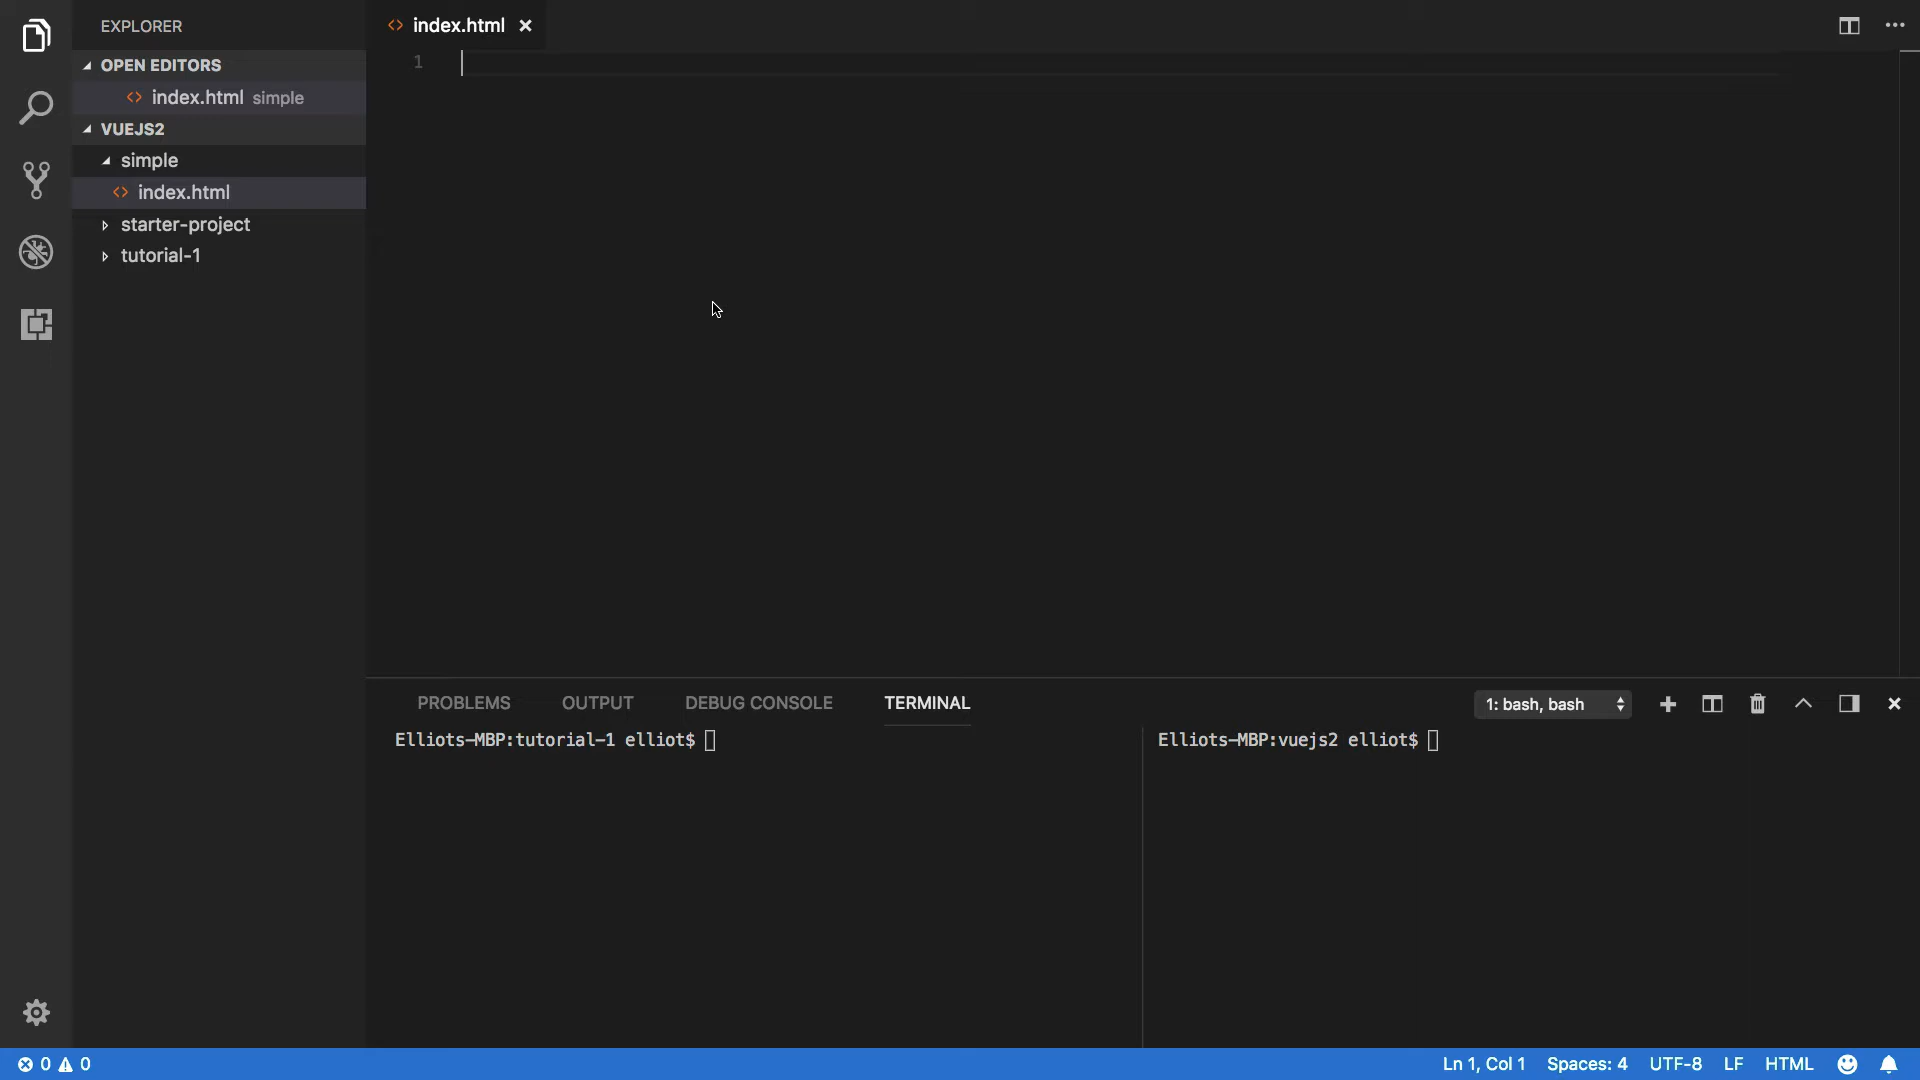 EXPLORER
OPEN EDITORS
index.html simple
VUEJS2
simple
index.html
starter-project
tutorial-1
index.html
1
PROBLEMS OUTPUT DEBUG CONSOLE TERMINAL
1: bash, bash
Elliots-MBP:tutorial-1 elliot$
Elliots-MBP:vuejs2 elliot$
0 0
Ln 1, Col 1 Spaces: 4 UTF-8 LF HTML